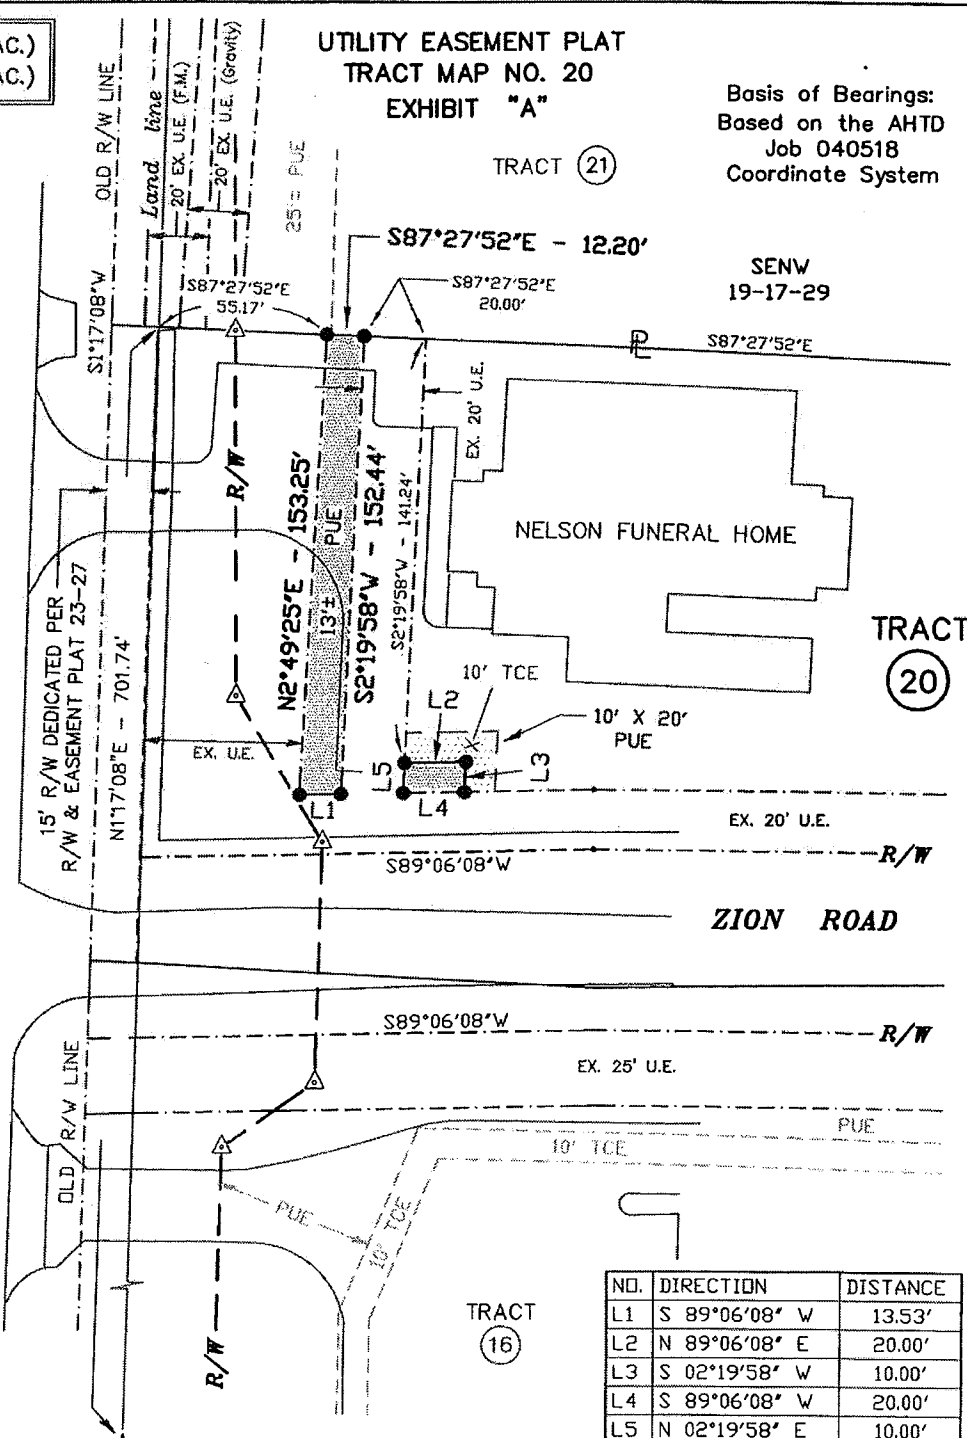 AC.)
AC.)
UTILITY EASEMENT PLAT
TRACT MAP NO. 20
EXHIBIT "A"
Basis of Bearings:
Based on the AHTD
Job 040518
Coordinate System
TRACT 21
OLD R/W LINE
Land line
20' EX. U.E. (F.M.)
20' EX. U.E. (Gravity)
25'± PUE
S87°27'52"E - 12.20'
SENW
19-17-29
S87°27'52"E
55.17'
S87°27'52"E
20.00'
PL
S87°27'52"E
S1°17'08"W
EX. 20' U.E.
R/W
N2°49'25"E - 153.25'
13'± PUE
S2°19'58"W - 152.44'
S2°19'58"W - 141.24'
NELSON FUNERAL HOME
TRACT
20
15' R/W DEDICATED PER
R/W & EASEMENT PLAT 23-27
N1°17'08"E - 701.74'
10' TCE
L2
10' X 20'
PUE
EX. U.E.
L5
L3
L1
L4
EX. 20' U.E.
S89°06'08"W
R/W
ZION ROAD
S89°06'08"W
R/W
EX. 25' U.E.
OLD R/W LINE
PUE
10' TCE
PUE
10' TCE
R/W
TRACT
16
NO. DIRECTION DISTANCE
L1 S 89°06'08" W 13.53'
L2 N 89°06'08" E 20.00'
L3 S 02°19'58" W 10.00'
L4 S 89°06'08" W 20.00'
L5 N 02°19'58" E 10.00'